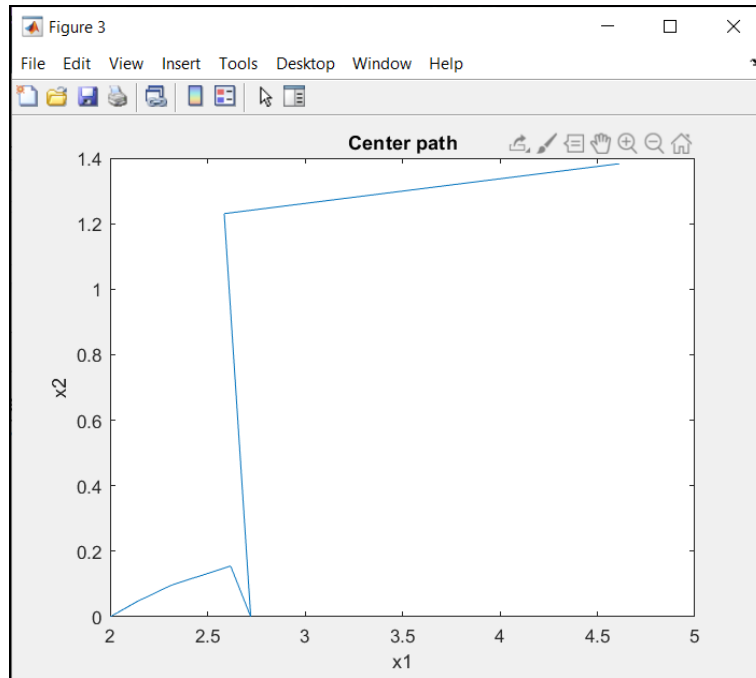 Figure 3
File Edit View Insert Tools Desktop Window Help
Center path
1.4
1.2
1
0.8
0.6
0.4
0.2
0
x2
2 2.5 3 3.5 4 4.5 5
x1